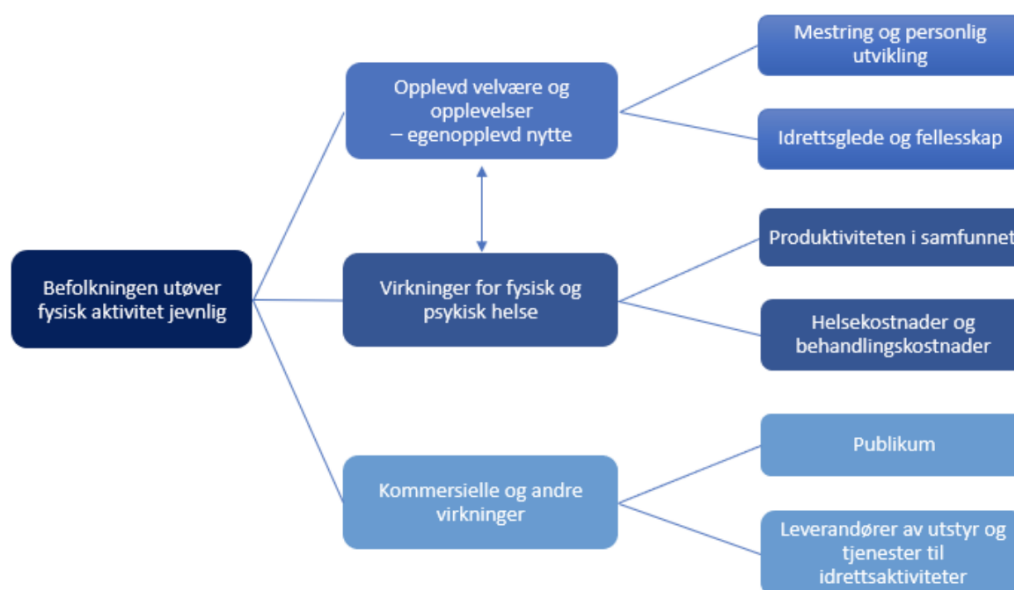 Befolkningen utøver
fysisk aktivitet jevnlig
Opplevd velvære og
opplevelser
– egenopplevd nytte
Mestring og personlig
utvikling
Idrettsglede og fellesskap
Virkninger for fysisk og
psykisk helse
Produktiviteten i samfunnet
Helsekostnader og
behandlingskostnader
Kommersielle og andre
virkninger
Publikum
Leverandører av utstyr og
tjenester til
idrettsaktiviteter